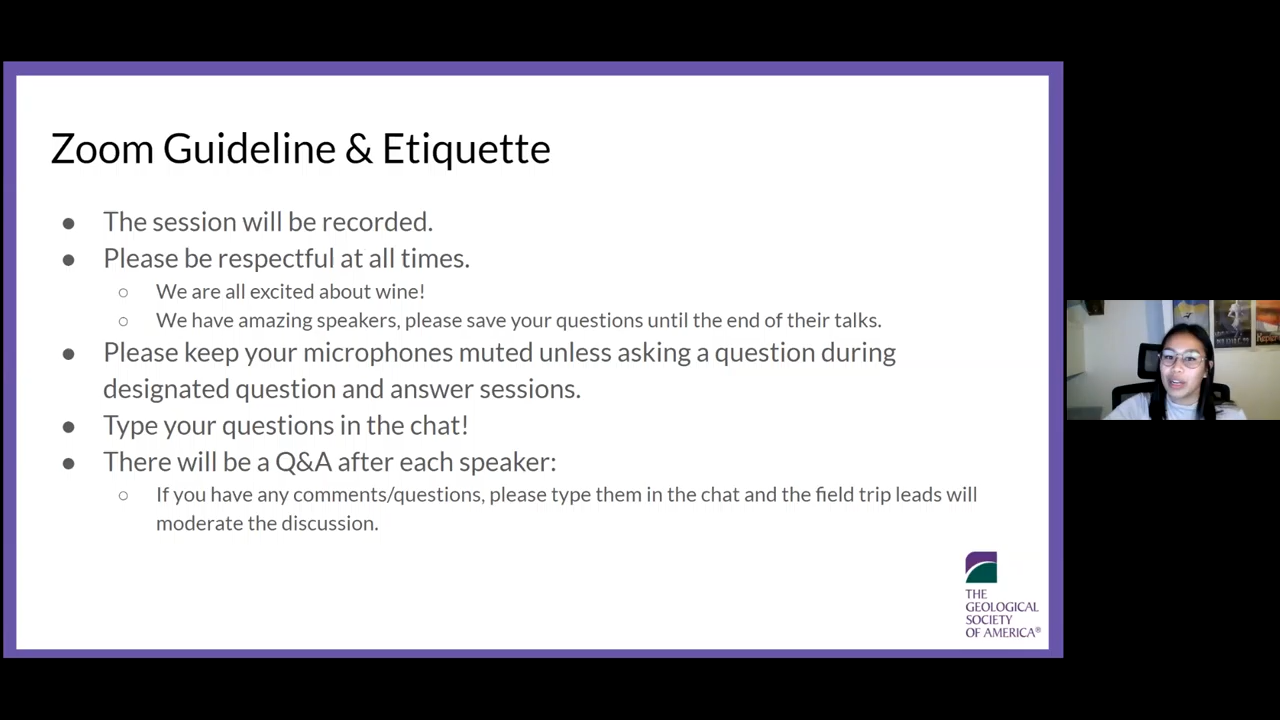 Zoom Guideline & Etiquette
● The session will be recorded.
● Please be respectful at all times.
○ We are all excited about wine!
○ We have amazing speakers, please save your questions until the end of their talks.
● Please keep your microphones muted unless asking a question during
designated question and answer sessions.
● Type your questions in the chat!
● There will be a Q&A after each speaker:
○ If you have any comments/questions, please type them in the chat and the field trip leads will
moderate the discussion.
THE
GEOLOGICAL
SOCIETY
OF AMERICA®